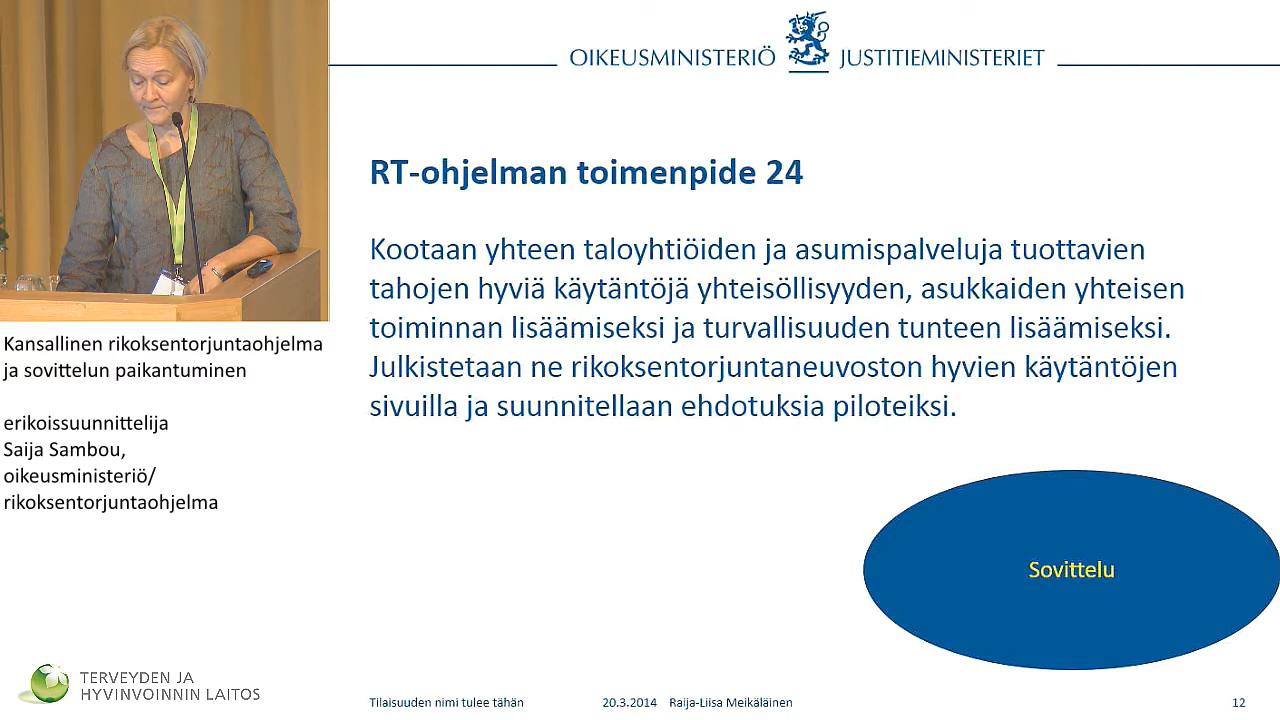 OIKEUSMINISTERIÖ JUSTITIEMINISTERIET
RT-ohjelman toimenpide 24
Kootaan yhteen taloyhtiöiden ja asumispalveluja tuottavien
tahojen hyviä käytäntöjä yhteisöllisyyden, asukkaiden yhteisen
toiminnan lisäämiseksi ja turvallisuuden tunteen lisäämiseksi.
Julkistetaan ne rikoksentorjuntaneuvoston hyvien käytäntöjen
sivuilla ja suunnitellaan ehdotuksia piloteiksi.
Sovittelu
Kansallinen rikoksentorjuntaohjelma
ja sovittelun paikantuminen
erikoissuunnittelija
Saija Sambou,
oikeusministeriö/
rikoksentorjuntaohjelma
TERVEYDEN JA
HYVINVOINNIN LAITOS
Tilaisuuden nimi tulee tähän 20.3.2014 Raija-Liisa Meikäläinen 12